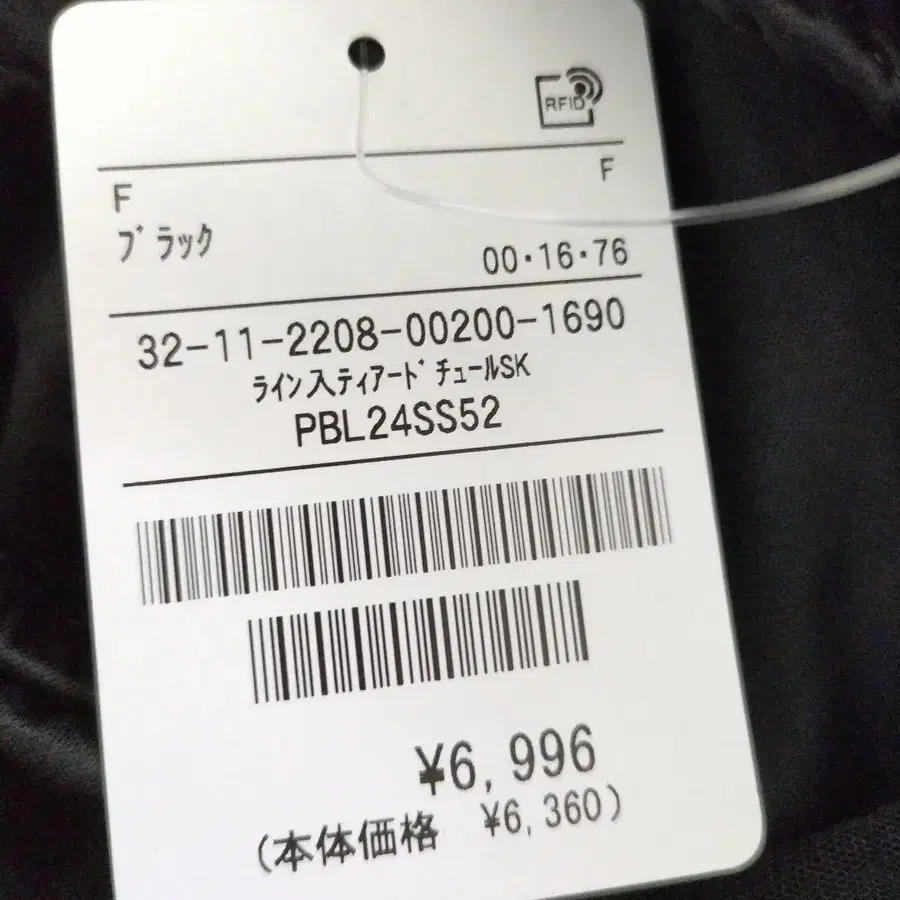 RFID
F
F
ﾌﾞﾗｯｸ
00・16・76
32-11-2208-00200-1690
ﾗｲﾝ入ﾃｨｱｰﾄﾞﾁｭｰﾙSK
PBL24SS52
¥6,996
(本体価格 ¥6,360)